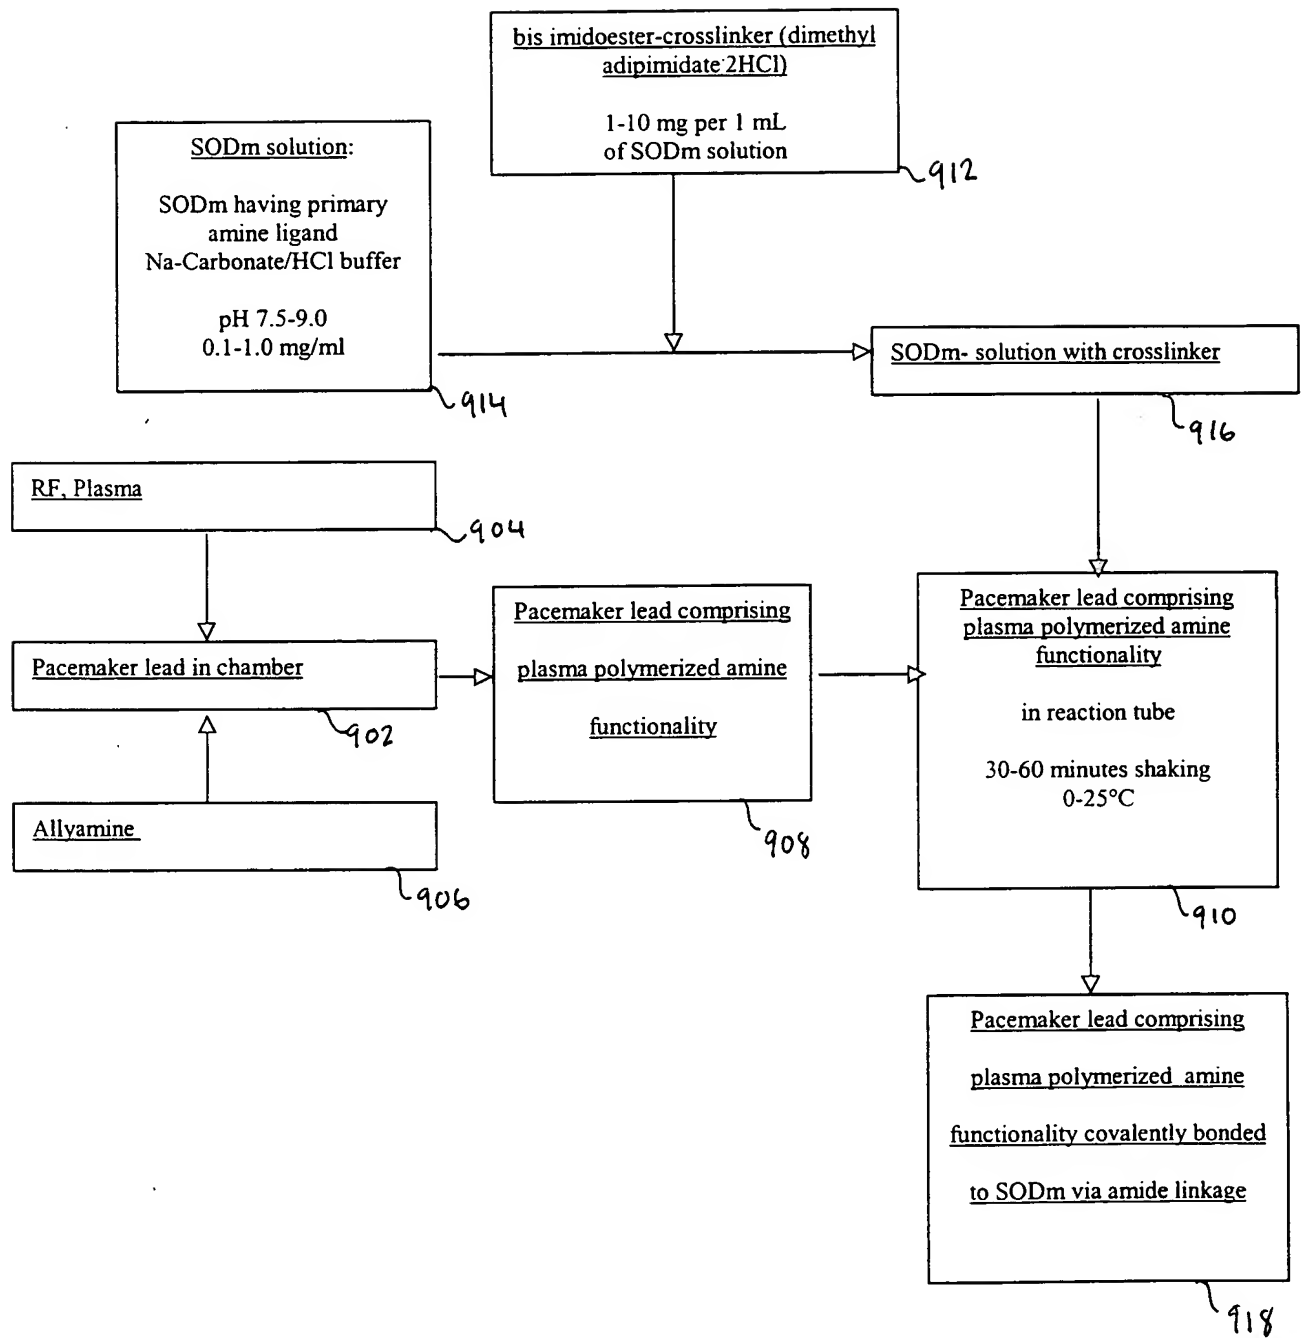 bis imidoester-crosslinker (dimethyl
adipimidate·2HCl)
1-10 mg per 1 mL
of SODm solution
912
SODm solution:
SODm having primary
amine ligand
Na-Carbonate/HCl buffer
pH 7.5-9.0
0.1-1.0 mg/ml
914
SODm- solution with crosslinker
916
RF, Plasma
904
Pacemaker lead in chamber
902
Allyamine
906
Pacemaker lead comprising
plasma polymerized amine
functionality
908
Pacemaker lead comprising
plasma polymerized amine
functionality
in reaction tube
30-60 minutes shaking
0-25°C
910
Pacemaker lead comprising
plasma polymerized amine
functionality covalently bonded
to SODm via amide linkage
918